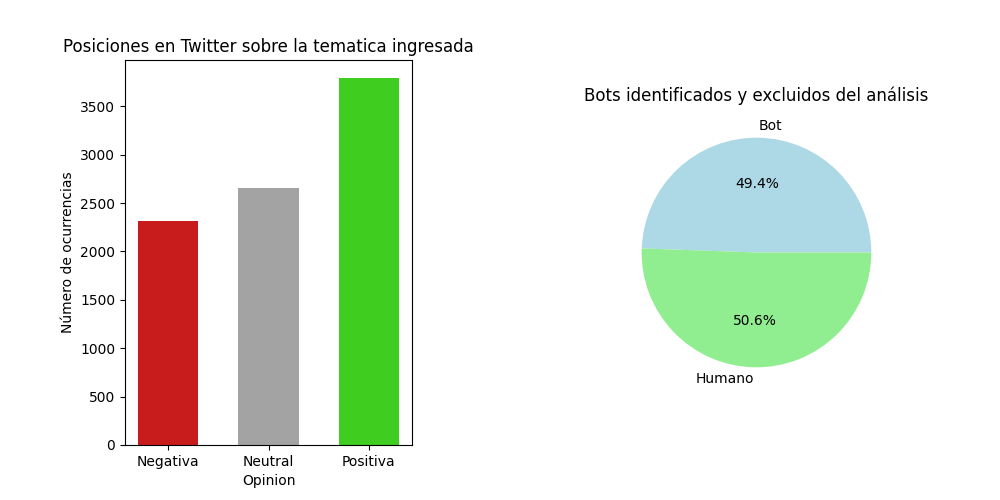 Posiciones en Twitter sobre la tematica ingresada
Número de ocurrencias
3500
3000
2500
2000
1500
1000
500
0
Negativa
Neutral
Positiva
Opinion
Bots identificados y excluidos del análisis
Bot
49.4%
50.6%
Humano